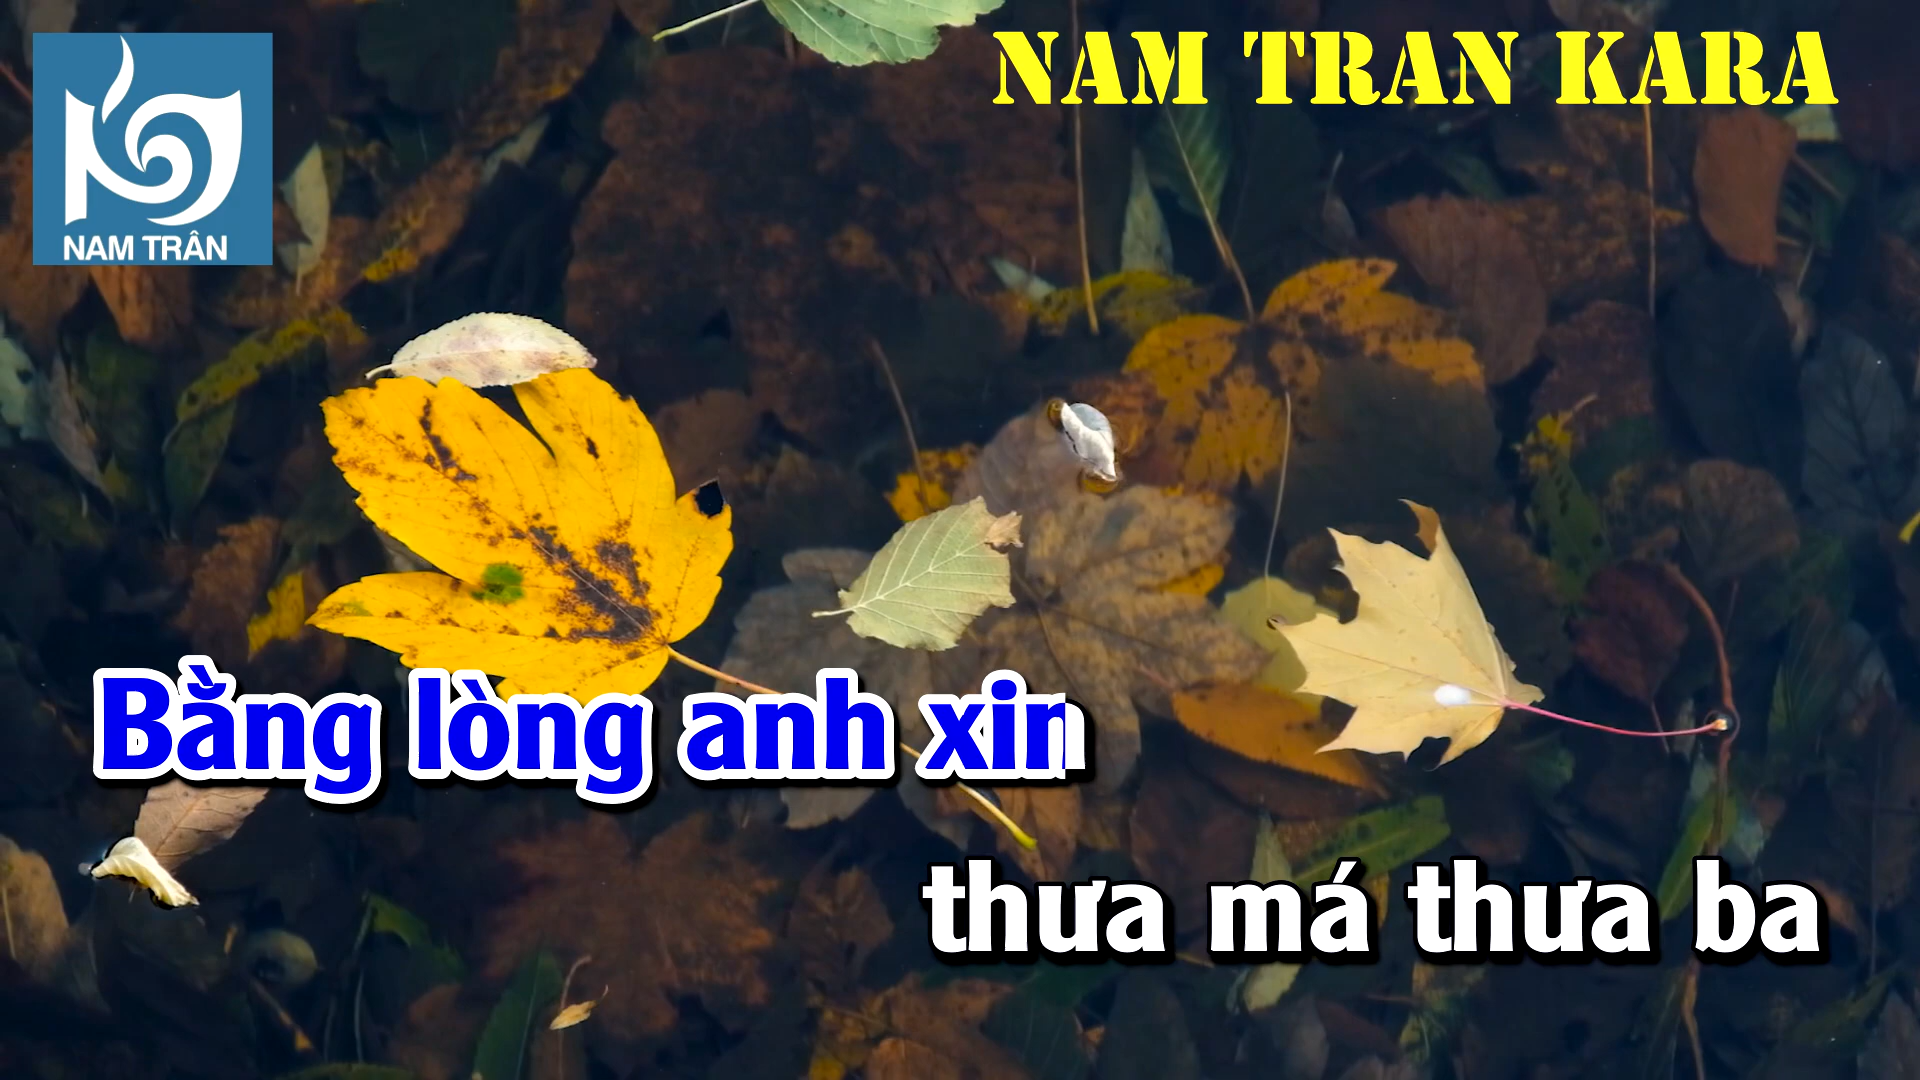 NAM TRAN KARA
NAM TRÂN
Bằng lòng anh xin
thưa má thưa ba